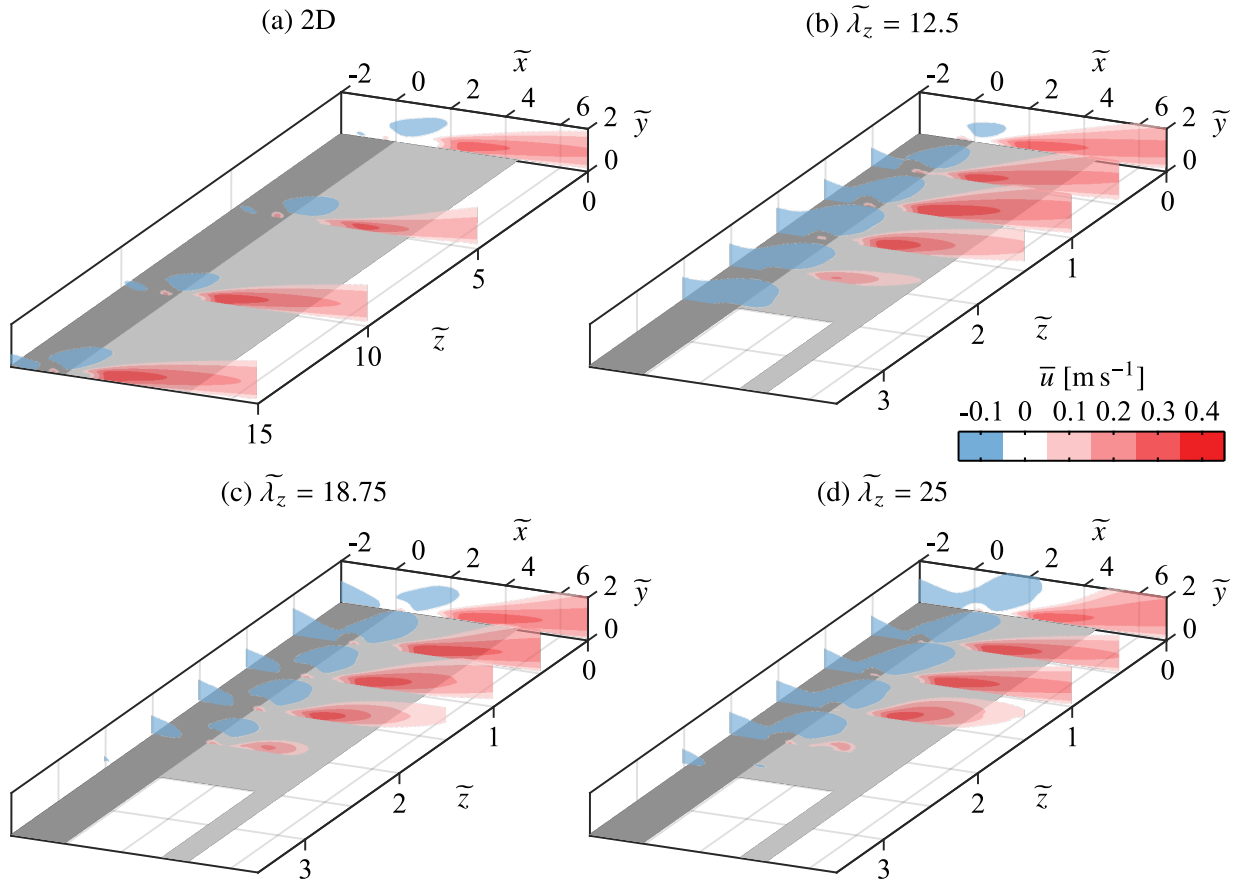 (a) 2D
(b) λ̃z = 12.5
x̃
-2 0 2 4 6
2 ỹ
0
0
5
10
15
z̃
x̃
-2 0 2 4 6
2 ỹ
0
0
1
2
3
z̃
u̅ [m s⁻¹]
-0.1 0 0.1 0.2 0.3 0.4
(c) λ̃z = 18.75
(d) λ̃z = 25
x̃
-2 0 2 4 6
2 ỹ
0
0
1
2
3
z̃
x̃
-2 0 2 4 6
2 ỹ
0
0
1
2
3
z̃